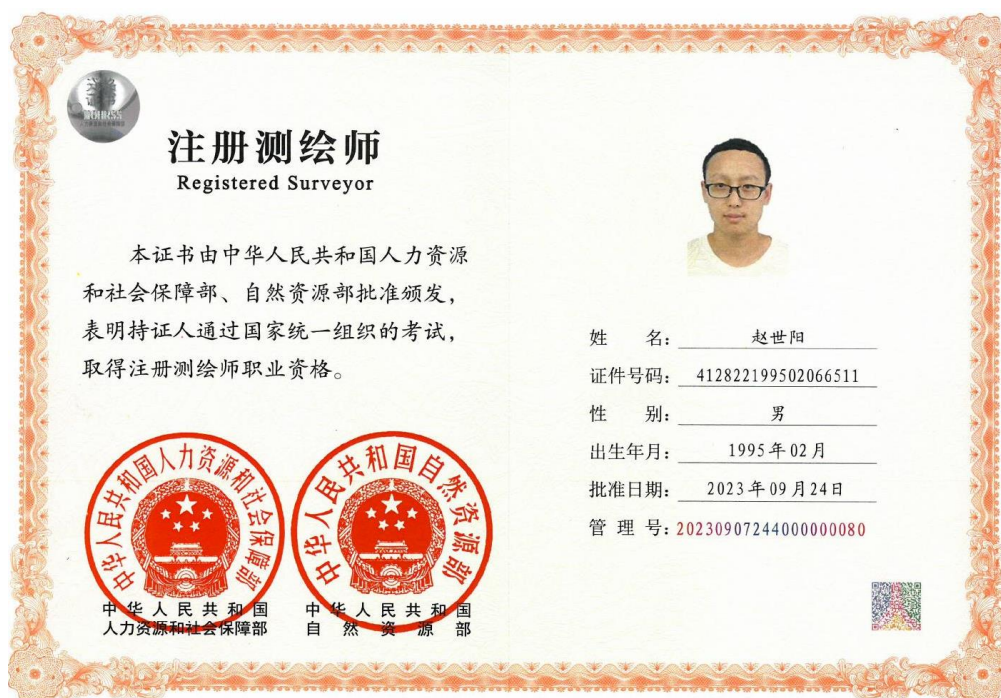 注册测绘师
Registered Surveyor
本证书由中华人民共和国人力资源
和社会保障部、自然资源部批准颁发，
表明持证人通过国家统一组织的考试，
取得注册测绘师职业资格。
中华人民共和国人力资源和社会保障部
中华人民共和国
人力资源和社会保障部
中华人民共和国自然资源部
中华人民共和国
自然资源部
姓 名： 赵世阳
证件号码： 412822199502066511
性 别： 男
出生年月： 1995年02月
批准日期： 2023年09月24日
管 理 号： 20230907244000000080